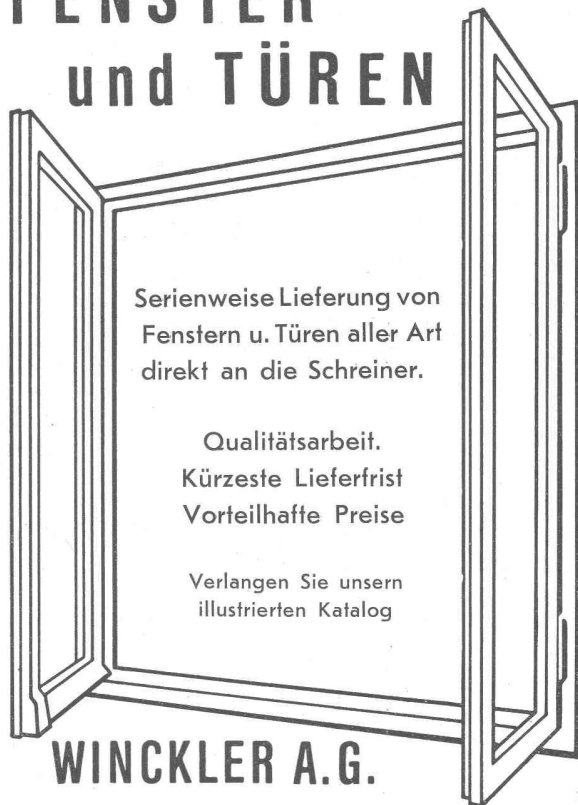 FENSTER
und TÜREN
Serienweise Lieferung von
Fenstern u. Türen aller Art
direkt an die Schreiner.
Qualitätsarbeit.
Kürzeste Lieferfrist
Vorteilhafte Preise
Verlangen Sie unsern
illustrierten Katalog
WINCKLER A.G.